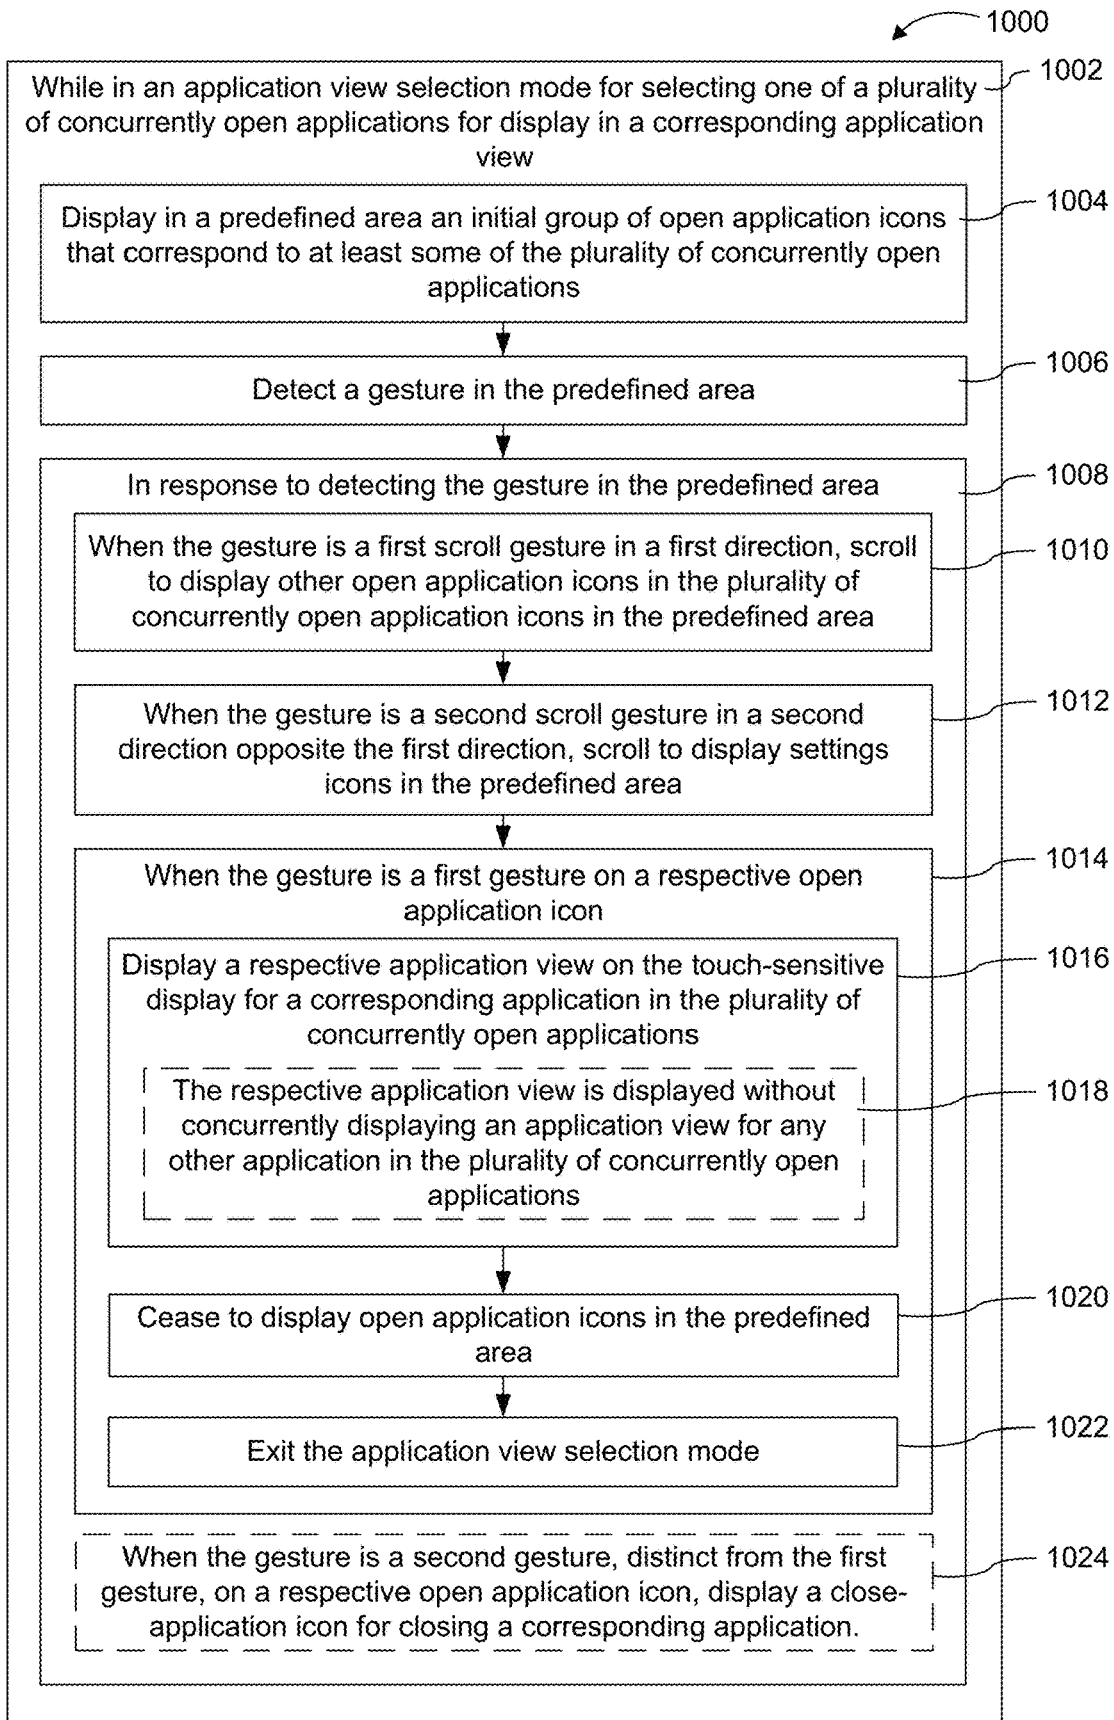 1000
1002
While in an application view selection mode for selecting one of a plurality
of concurrently open applications for display in a corresponding application
view
1004
Display in a predefined area an initial group of open application icons
that correspond to at least some of the plurality of concurrently open
applications
1006
Detect a gesture in the predefined area
1008
In response to detecting the gesture in the predefined area
1010
When the gesture is a first scroll gesture in a first direction, scroll
to display other open application icons in the plurality of
concurrently open application icons in the predefined area
1012
When the gesture is a second scroll gesture in a second
direction opposite the first direction, scroll to display settings
icons in the predefined area
1014
When the gesture is a first gesture on a respective open
application icon
1016
Display a respective application view on the touch-sensitive
display for a corresponding application in the plurality of
concurrently open applications
1018
The respective application view is displayed without
concurrently displaying an application view for any
other application in the plurality of concurrently open
applications
1020
Cease to display open application icons in the predefined
area
1022
Exit the application view selection mode
1024
When the gesture is a second gesture, distinct from the first
gesture, on a respective open application icon, display a close-
application icon for closing a corresponding application.